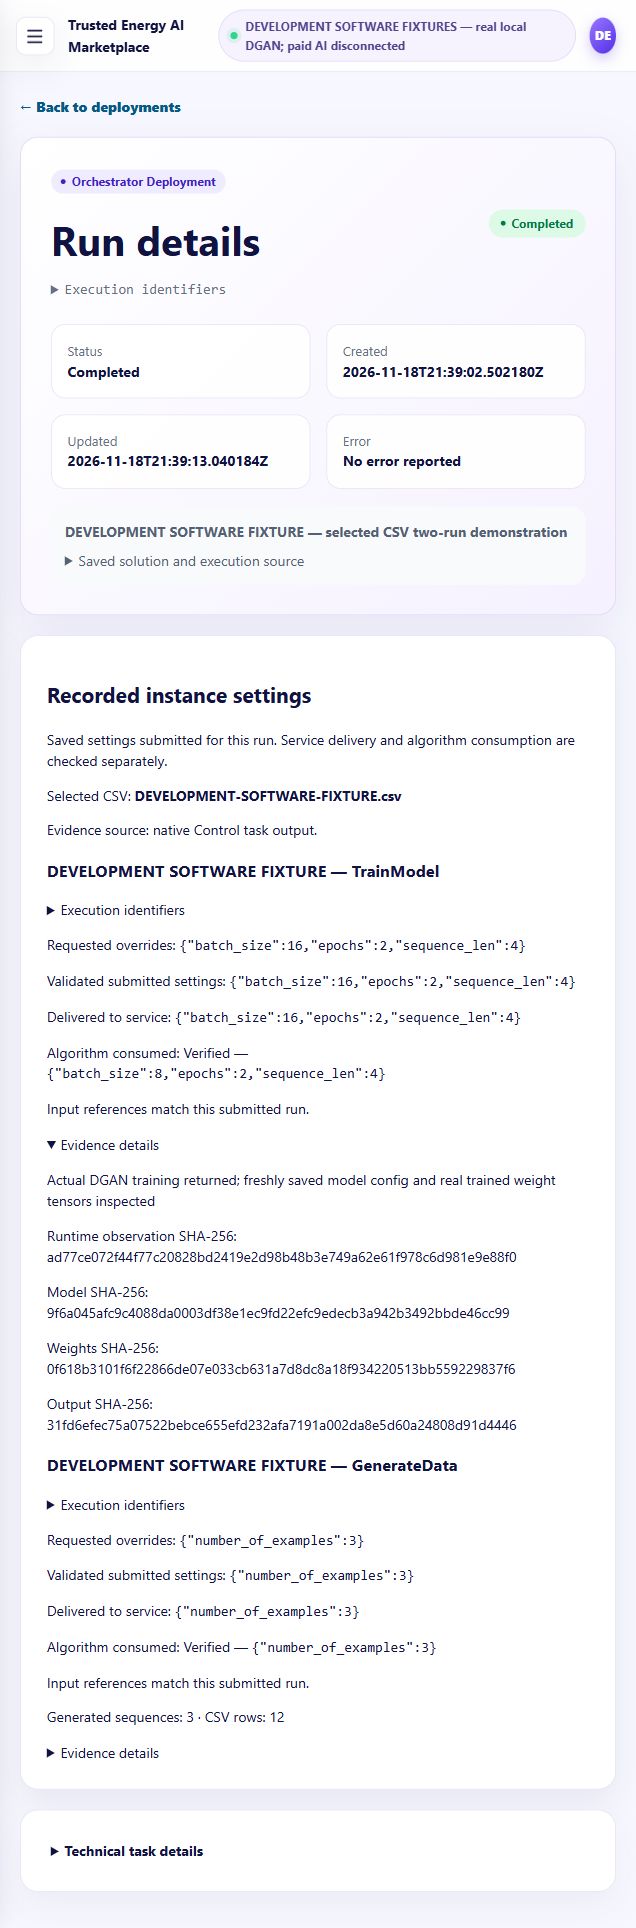 Trusted Energy AI
Marketplace
DEVELOPMENT SOFTWARE FIXTURES — real local
DGAN; paid AI disconnected
DE
← Back to deployments
• Orchestrator Deployment
Run details
• Completed
▶ Execution identifiers
Status
Completed
Created
2026-11-18T21:39:02.502180Z
Updated
2026-11-18T21:39:13.040184Z
Error
No error reported
DEVELOPMENT SOFTWARE FIXTURE — selected CSV two-run demonstration
▶ Saved solution and execution source
Recorded instance settings
Saved settings submitted for this run. Service delivery and algorithm consumption are
checked separately.
Selected CSV: DEVELOPMENT-SOFTWARE-FIXTURE.csv
Evidence source: native Control task output.
DEVELOPMENT SOFTWARE FIXTURE — TrainModel
▶ Execution identifiers
Requested overrides: {"batch_size":16,"epochs":2,"sequence_len":4}
Validated submitted settings: {"batch_size":16,"epochs":2,"sequence_len":4}
Delivered to service: {"batch_size":16,"epochs":2,"sequence_len":4}
Algorithm consumed: Verified —
{"batch_size":8,"epochs":2,"sequence_len":4}
Input references match this submitted run.
▼ Evidence details
Actual DGAN training returned; freshly saved model config and real trained weight
tensors inspected
Runtime observation SHA-256:
ad77ce072f44f77c20828bd2419e2d98b48b3e749a62e61f978c6d981e9e88f0
Model SHA-256:
9f6a045afc9c4088da0003df38e1ec9fd22efc9edecb3a942b3492bbde46cc99
Weights SHA-256:
0f618b3101f6f22866de07e033cb631a7d8dc8a18f934220513bb559229837f6
Output SHA-256:
31fd6efec75a07522bebce655efd232afa7191a002da8e5d60a24808d91d4446
DEVELOPMENT SOFTWARE FIXTURE — GenerateData
▶ Execution identifiers
Requested overrides: {"number_of_examples":3}
Validated submitted settings: {"number_of_examples":3}
Delivered to service: {"number_of_examples":3}
Algorithm consumed: Verified — {"number_of_examples":3}
Input references match this submitted run.
Generated sequences: 3 · CSV rows: 12
▶ Evidence details
▶ Technical task details